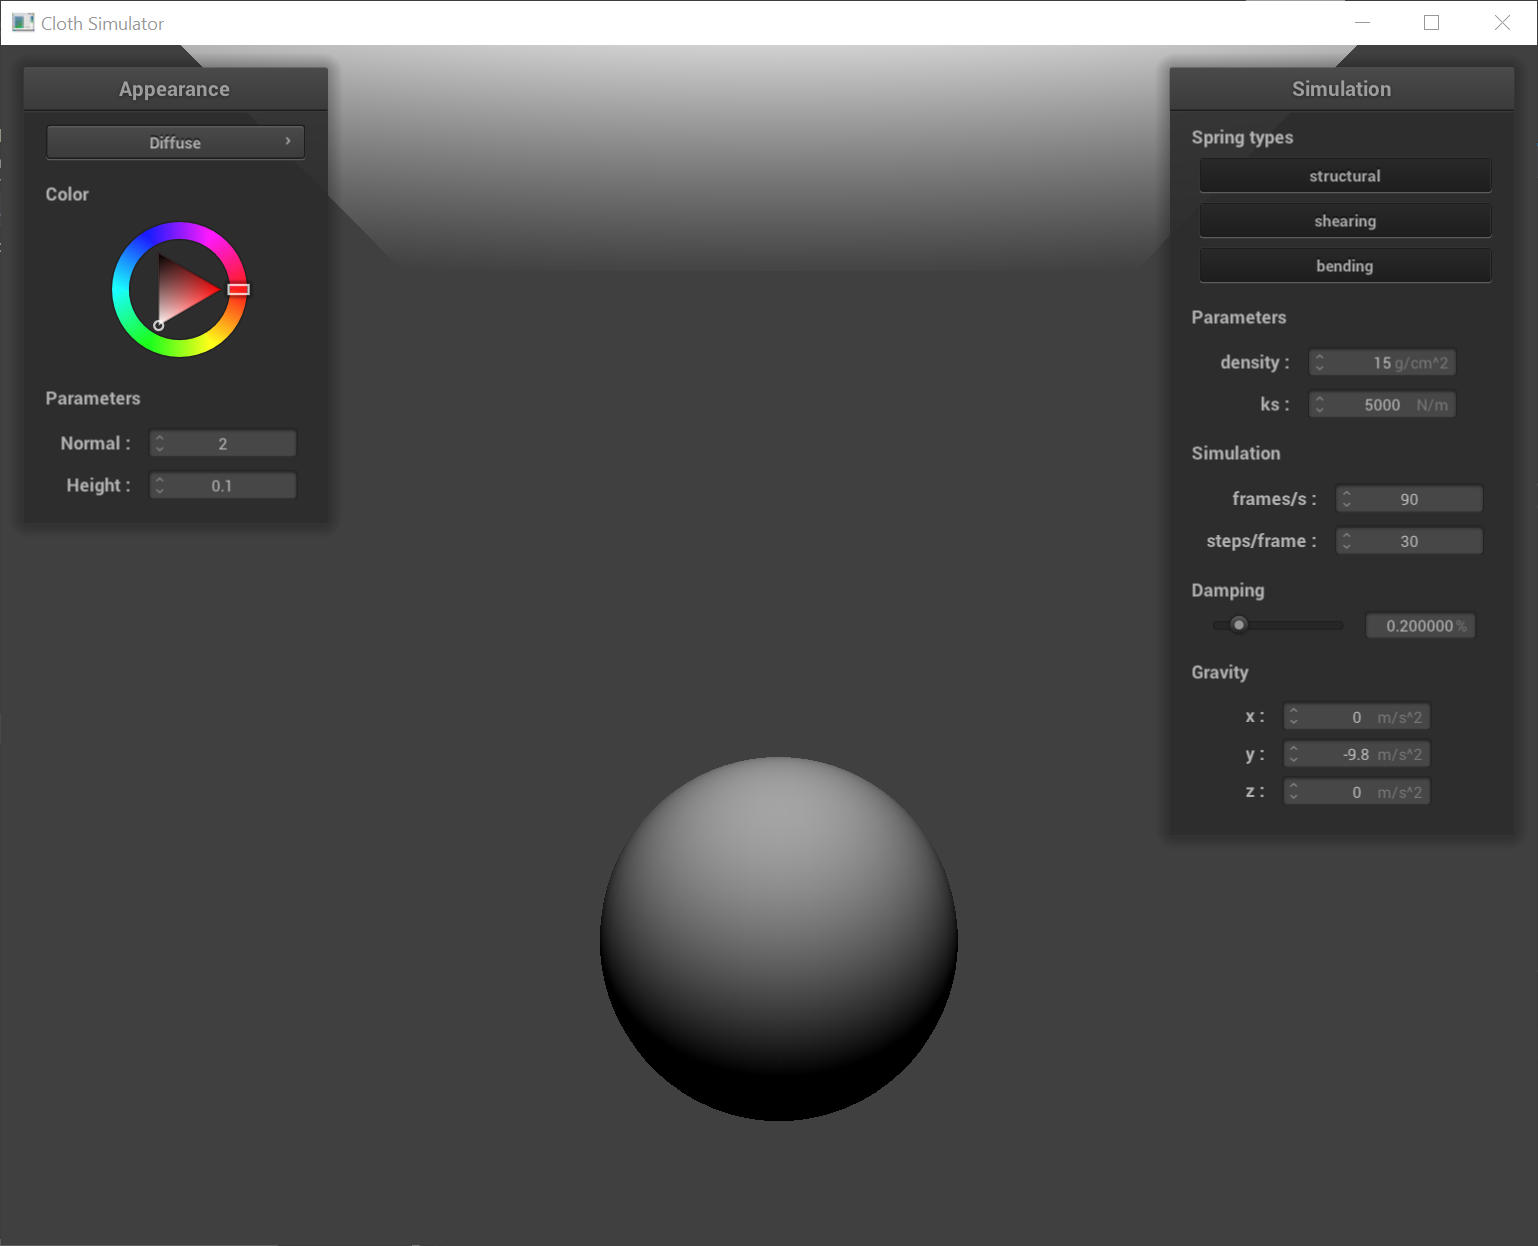 Cloth Simulator
Appearance
Diffuse ›
Color
Parameters
Normal : 2
Height : 0.1
Simulation
Spring types
structural
shearing
bending
Parameters
density : 15 g/cm^2
ks : 5000 N/m
Simulation
frames/s : 90
steps/frame : 30
Damping
0.200000 %
Gravity
x : 0 m/s^2
y : -9.8 m/s^2
z : 0 m/s^2